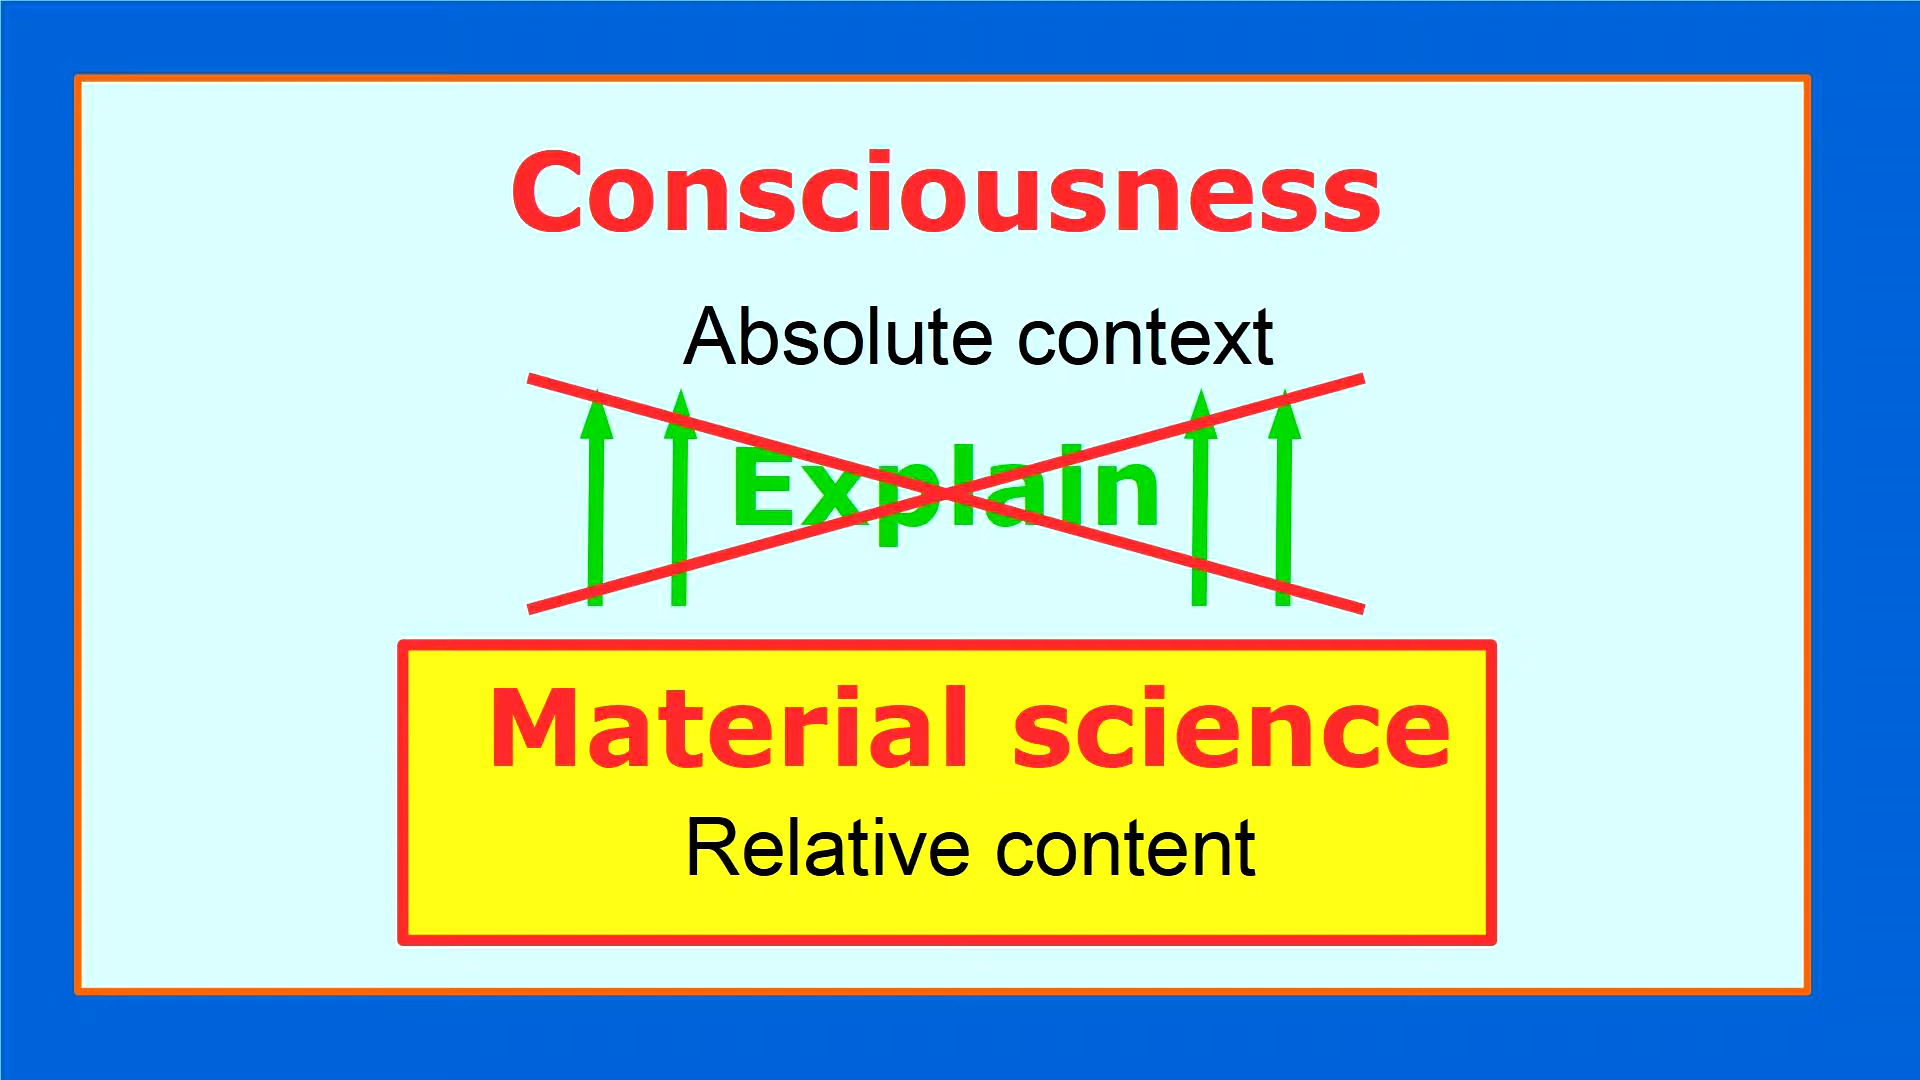 Consciousness
Absolute context
Explain
Material science
Relative content